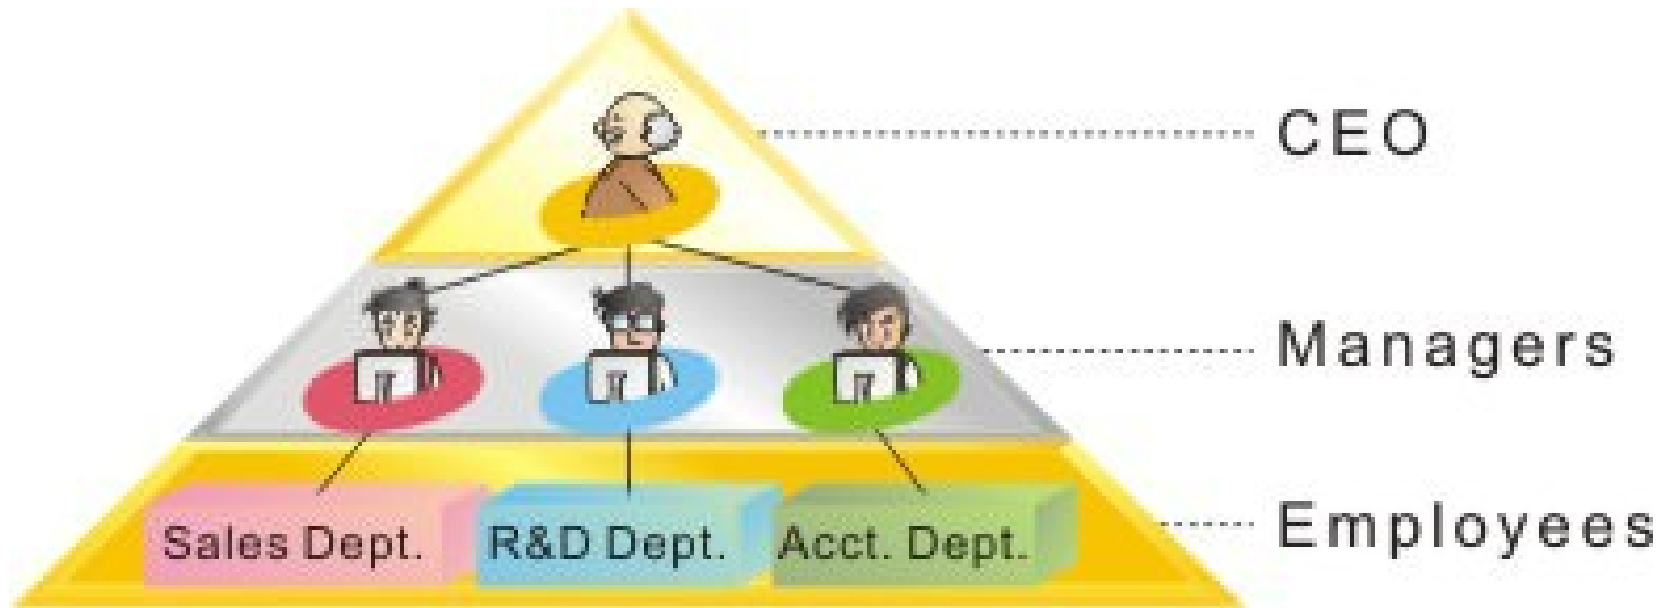 CEO
Managers
Employees
Sales Dept.
R&D Dept.
Acct. Dept.